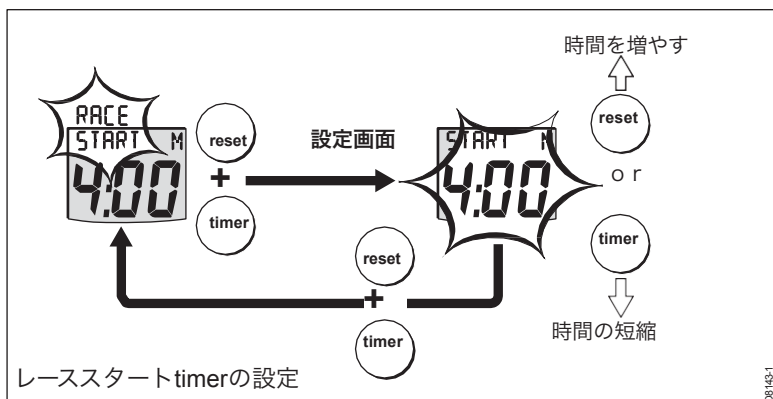 時間を増やす
RACE
START M
4:00
reset
+
timer
設定画面
START M
4:00
reset
or
timer
時間の短縮
reset
+
timer
レーススタートtimerの設定
D8143-1